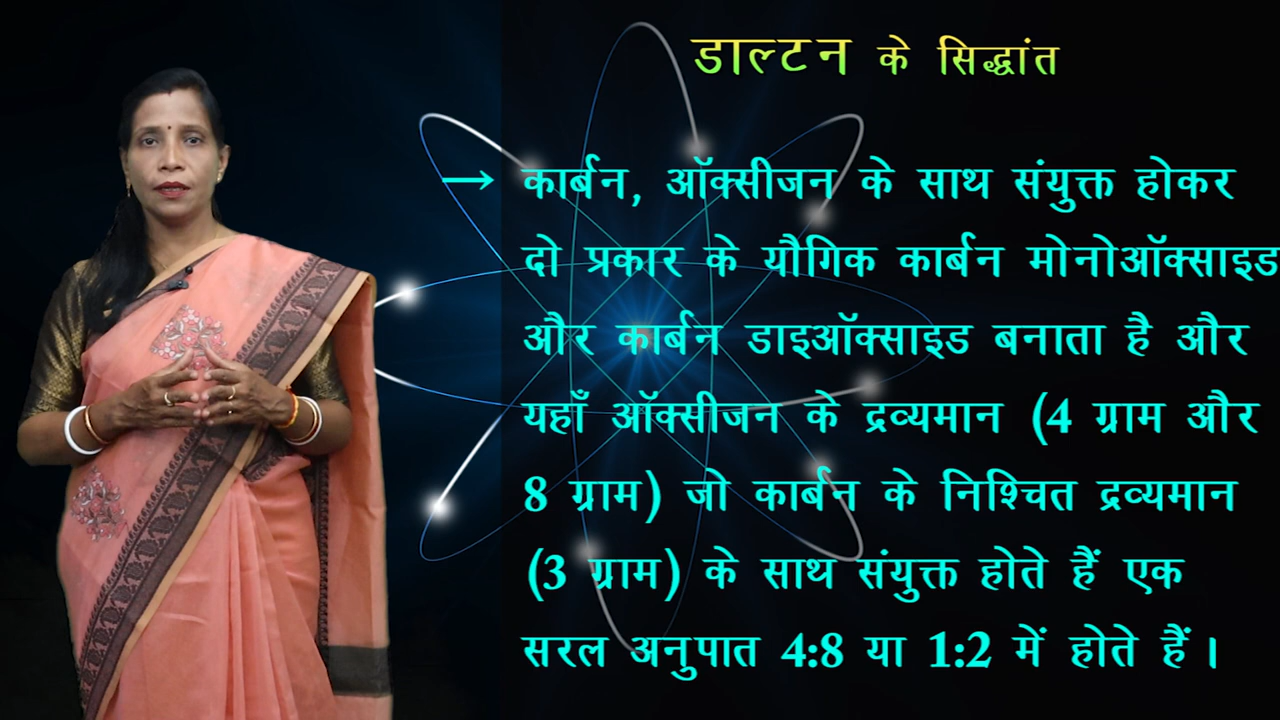 डाल्टन के सिद्धांत
→ कार्बन, ऑक्सीजन के साथ संयुक्त होकर
दो प्रकार के यौगिक कार्बन मोनोऑक्साइड
और कार्बन डाइऑक्साइड बनाता है और
यहाँ ऑक्सीजन के द्रव्यमान (4 ग्राम और
8 ग्राम) जो कार्बन के निश्चित द्रव्यमान
(3 ग्राम) के साथ संयुक्त होते हैं एक
सरल अनुपात 4:8 या 1:2 में होते हैं।